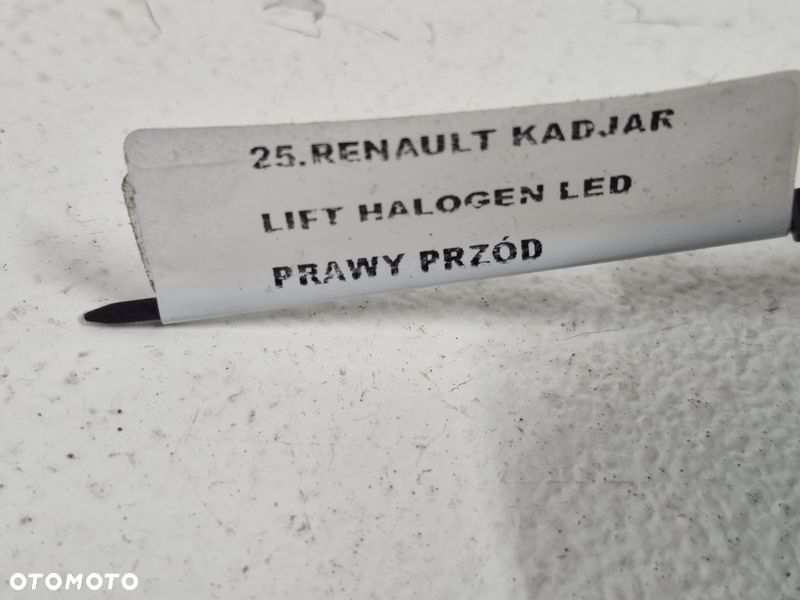 25.RENAULT KADJAR
LIFT HALOGEN LED
PRAWY PRZÓD
OTOMOTO